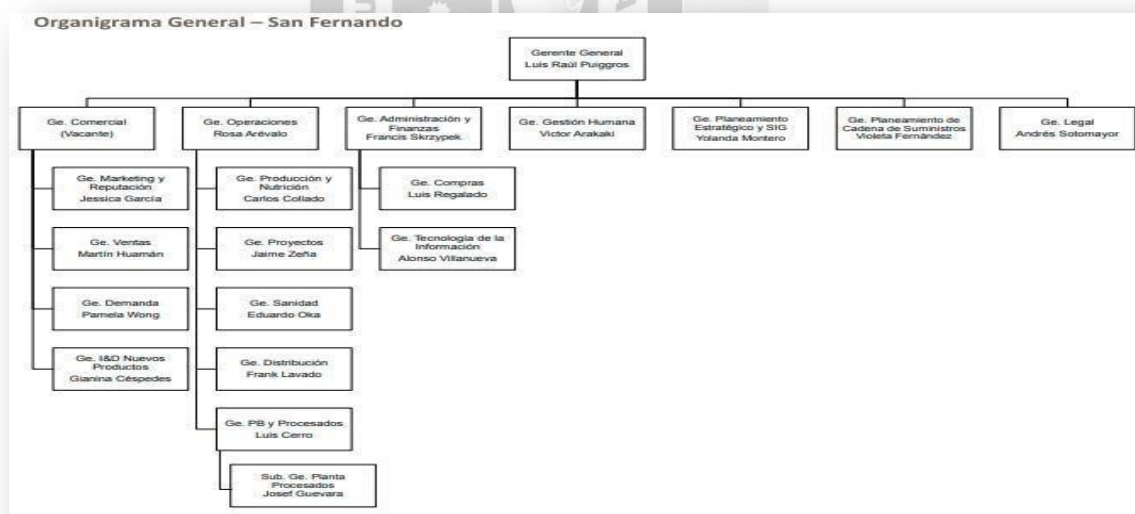 Organigrama General – San Fernando
Gerente General
Luis Raúl Puiggros
Ge. Comercial
(Vacante)
Ge. Operaciones
Rosa Arévalo
Ge. Administración y
Finanzas
Francis Skrzypek
Ge. Gestión Humana
Victor Arakaki
Ge. Planeamiento
Estratégico y SIG
Yolanda Montero
Ge. Planeamiento de
Cadena de Suministros
Violeta Fernández
Ge. Legal
Andrés Sotomayor
Ge. Marketing y
Reputación
Jessica García
Ge. Ventas
Martín Huamán
Ge. Demanda
Pamela Wong
Ge. I&D Nuevos
Productos
Gianina Céspedes
Ge. Producción y
Nutrición
Carlos Collado
Ge. Proyectos
Jaime Zeña
Ge. Sanidad
Eduardo Oka
Ge. Distribución
Frank Lavado
Ge. PB y Procesados
Luis Cerro
Sub. Ge. Planta
Procesados
Josef Guevara
Ge. Compras
Luis Regalado
Ge. Tecnología de la
Información
Alonso Villanueva